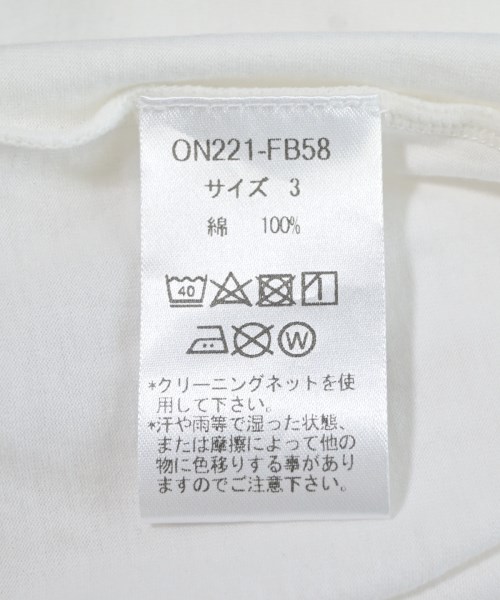 ON221-FB58
サイズ 3
綿 100%
40
W
*クリーニングネットを使
用して下さい。
*汗や雨等で湿った状態、
または摩擦によって他の
物に色移りする事があり
ますのでご注意下さい。